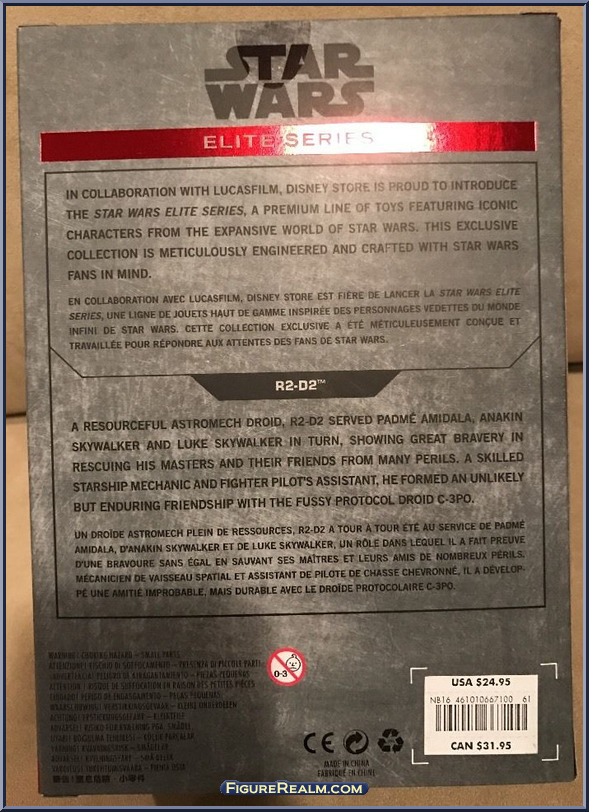 STAR
WARS
ELITE SERIES
IN COLLABORATION WITH LUCASFILM, DISNEY STORE IS PROUD TO INTRODUCE
THE STAR WARS ELITE SERIES, A PREMIUM LINE OF TOYS FEATURING ICONIC
CHARACTERS FROM THE EXPANSIVE WORLD OF STAR WARS. THIS EXCLUSIVE
COLLECTION IS METICULOUSLY ENGINEERED AND CRAFTED WITH STAR WARS
FANS IN MIND.
EN COLLABORATION AVEC LUCASFILM, DISNEY STORE EST FIÈRE DE LANCER LA STAR WARS ELITE
SERIES, UNE LIGNE DE JOUETS HAUT DE GAMME INSPIRÉE DES PERSONNAGES VEDETTES DU MONDE
INFINI DE STAR WARS. CETTE COLLECTION EXCLUSIVE A ÉTÉ MÉTICULEUSEMENT CONÇUE ET
TRAVAILLÉE POUR RÉPONDRE AUX ATTENTES DES FANS DE STAR WARS.
R2-D2™
A RESOURCEFUL ASTROMECH DROID, R2-D2 SERVED PADMÉ AMIDALA, ANAKIN
SKYWALKER AND LUKE SKYWALKER IN TURN, SHOWING GREAT BRAVERY IN
RESCUING HIS MASTERS AND THEIR FRIENDS FROM MANY PERILS. A SKILLED
STARSHIP MECHANIC AND FIGHTER PILOT'S ASSISTANT, HE FORMED AN UNLIKELY
BUT ENDURING FRIENDSHIP WITH THE FUSSY PROTOCOL DROID C-3PO.
UN DROÏDE ASTROMECH PLEIN DE RESSOURCES, R2-D2 A TOUR À TOUR ÉTÉ AU SERVICE DE PADMÉ
AMIDALA, D'ANAKIN SKYWALKER ET DE LUKE SKYWALKER, UN RÔLE DANS LEQUEL IL A FAIT PREUVE
D'UNE BRAVOURE SANS ÉGAL EN SAUVANT SES MAÎTRES ET LEURS AMIS DE NOMBREUX PÉRILS.
MÉCANICIEN DE VAISSEAU SPATIAL ET ASSISTANT DE PILOTE DE CHASSE CHEVRONNÉ, IL A DÉVELOP-
PÉ UNE AMITIÉ IMPROBABLE, MAIS DURABLE AVEC LE DROÏDE PROTOCOLAIRE C-3PO.
WARNING: CHOKING HAZARD – SMALL PARTS
0-3
CE
MADE IN CHINA
FABRIQUÉ EN CHINE
USA $24.95
NB16 461010667100 61
CAN $31.95
FIGUREREALM.COM